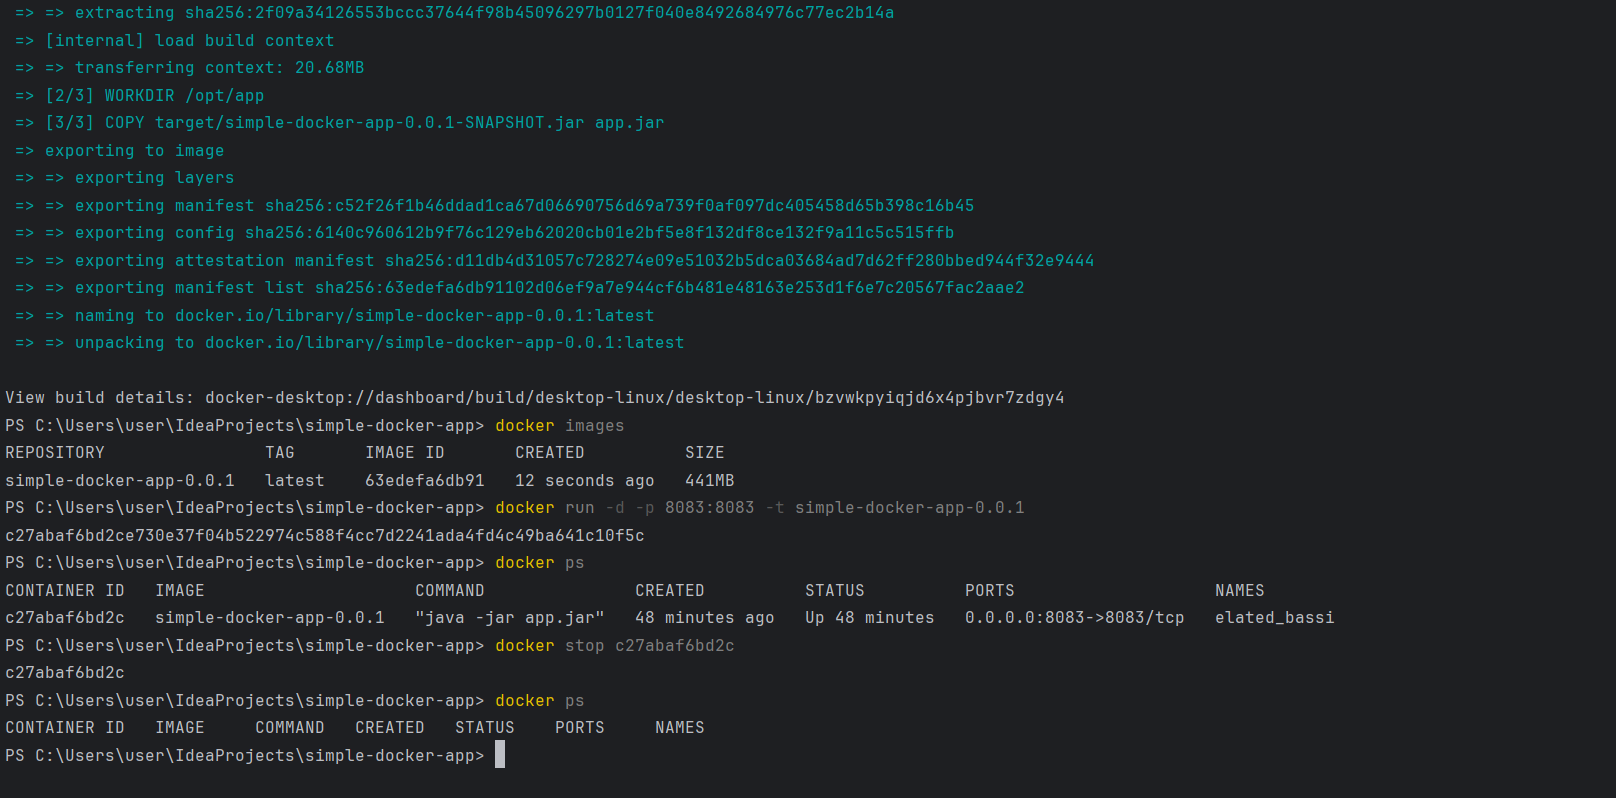 => => extracting sha256:2f09a34126553bccc37644f98b45096297b0127f040e8492684976c77ec2b14a
=> [internal] load build context
=> => transferring context: 20.68MB
=> [2/3] WORKDIR /opt/app
=> [3/3] COPY target/simple-docker-app-0.0.1-SNAPSHOT.jar app.jar
=> exporting to image
=> => exporting layers
=> => exporting manifest sha256:c52f26f1b46ddad1ca67d06690756d69a739f0af097dc405458d65b398c16b45
=> => exporting config sha256:6140c960612b9f76c129eb62020cb01e2bf5e8f132df8ce132f9a11c5c515ffb
=> => exporting attestation manifest sha256:d11db4d31057c728274e09e51032b5dca03684ad7d62ff280bbed944f32e9444
=> => exporting manifest list sha256:63edefa6db91102d06ef9a7e944cf6b481e48163e253d1f6e7c20567fac2aae2
=> => naming to docker.io/library/simple-docker-app-0.0.1:latest
=> => unpacking to docker.io/library/simple-docker-app-0.0.1:latest
View build details: docker-desktop://dashboard/build/desktop-linux/desktop-linux/bzvwkpyiqjd6x4pjbvr7zdgy4
PS C:\Users\user\IdeaProjects\simple-docker-app> docker images
REPOSITORY                TAG       IMAGE ID       CREATED          SIZE
simple-docker-app-0.0.1   latest    63edefa6db91   12 seconds ago   441MB
PS C:\Users\user\IdeaProjects\simple-docker-app> docker run -d -p 8083:8083 -t simple-docker-app-0.0.1
c27abaf6bd2ce730e37f04b522974c588f4cc7d2241ada4fd4c49ba641c10f5c
PS C:\Users\user\IdeaProjects\simple-docker-app> docker ps
CONTAINER ID   IMAGE                     COMMAND               CREATED          STATUS          PORTS                    NAMES
c27abaf6bd2c   simple-docker-app-0.0.1   "java -jar app.jar"   48 minutes ago   Up 48 minutes   0.0.0.0:8083->8083/tcp   elated_bassi
PS C:\Users\user\IdeaProjects\simple-docker-app> docker stop c27abaf6bd2c
c27abaf6bd2c
PS C:\Users\user\IdeaProjects\simple-docker-app> docker ps
CONTAINER ID   IMAGE     COMMAND   CREATED   STATUS    PORTS     NAMES
PS C:\Users\user\IdeaProjects\simple-docker-app>